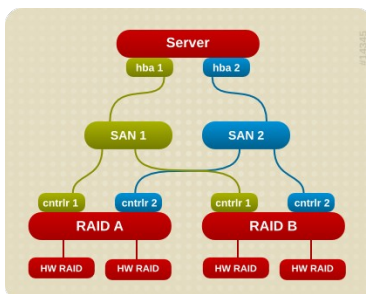 Server
hba 1 hba 2
SAN 1 SAN 2
cntrlr 1 cntrlr 2 cntrlr 1 cntrlr 2
RAID A RAID B
HW RAID HW RAID HW RAID HW RAID